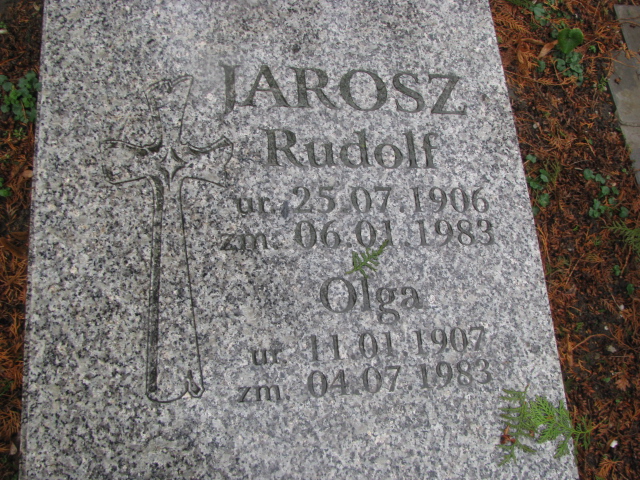 JAROSZ
Rudolf
ur. 25.07.1906
zm. 06.01.1983
Olga
ur. 11.01.1907
zm. 04.07.1983